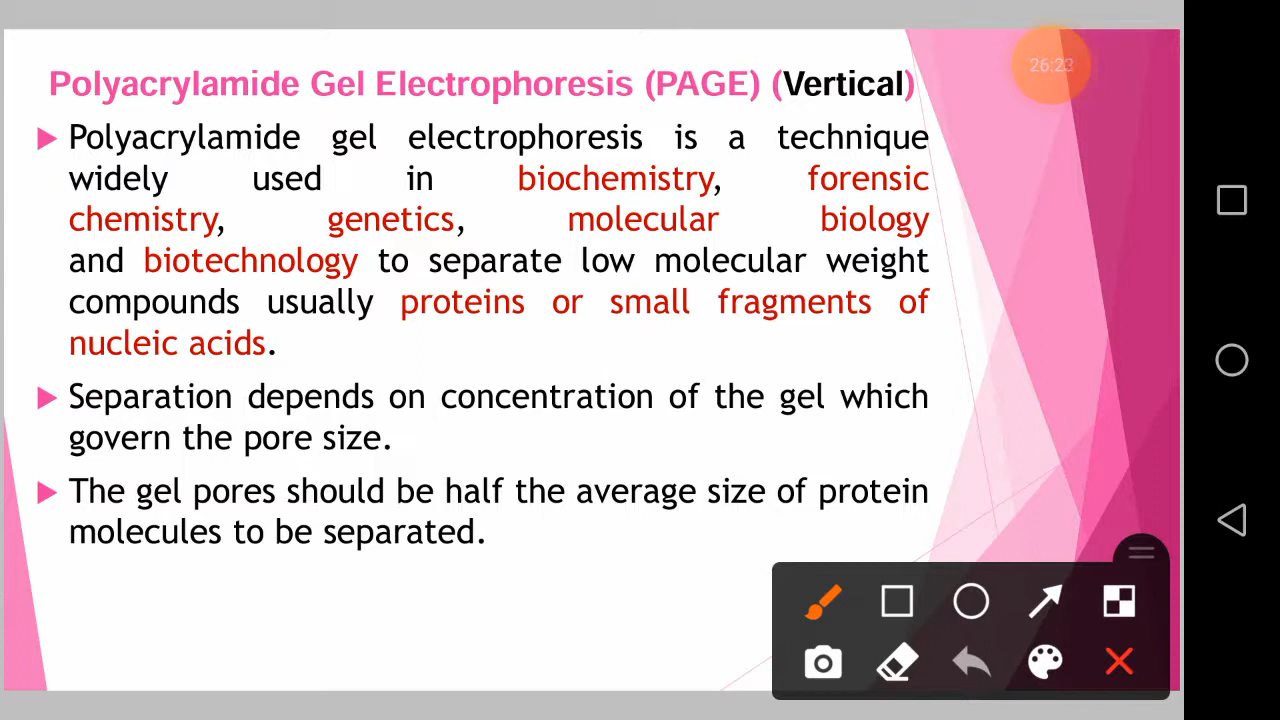 Polyacrylamide Gel Electrophoresis (PAGE) (Vertical)
26:23
Polyacrylamide gel electrophoresis is a technique
widely used in biochemistry, forensic
chemistry, genetics, molecular biology
and biotechnology to separate low molecular weight
compounds usually proteins or small fragments of
nucleic acids.
Separation depends on concentration of the gel which
govern the pore size.
The gel pores should be half the average size of protein
molecules to be separated.